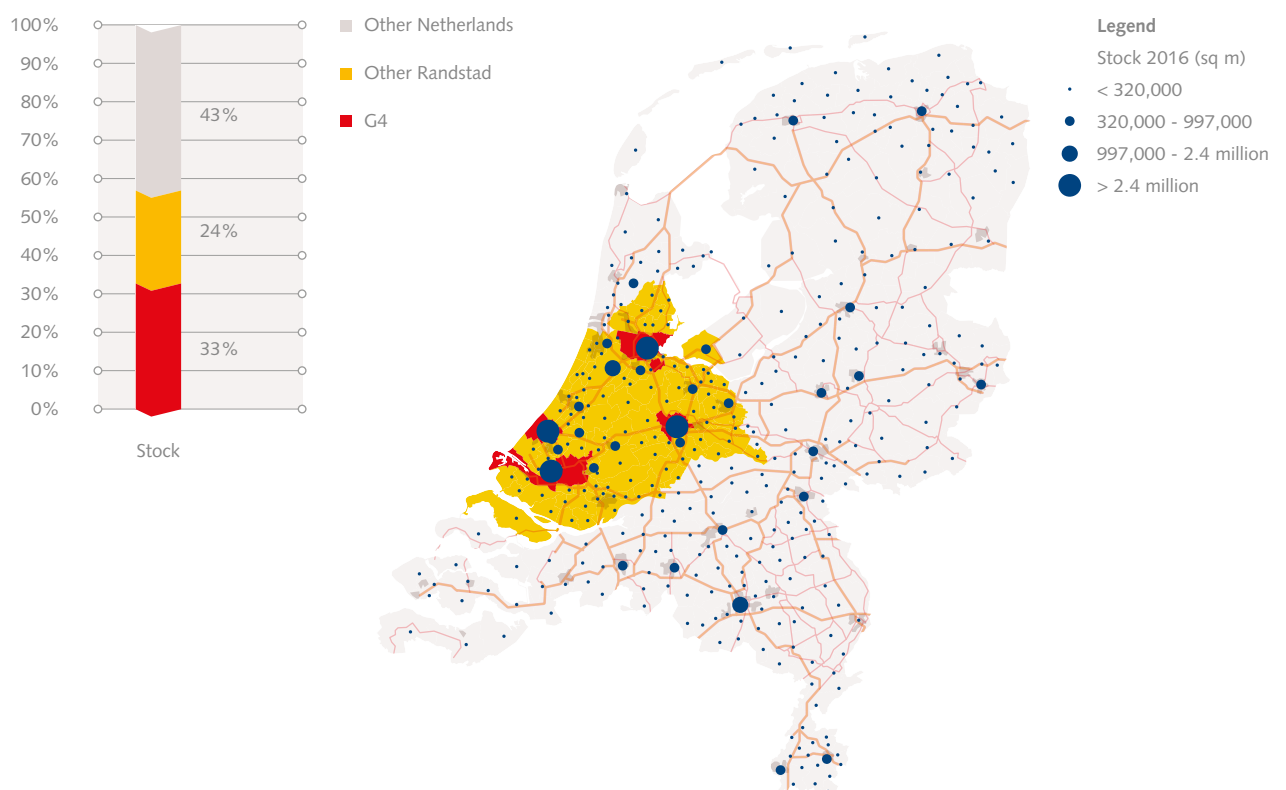 100%
90%
80%
70%
60%
50%
40%
30%
20%
10%
0%
43%
24%
33%
Stock
Other Netherlands
Other Randstad
G4
Legend
Stock 2016 (sq m)
< 320,000
320,000 - 997,000
997,000 - 2.4 million
> 2.4 million